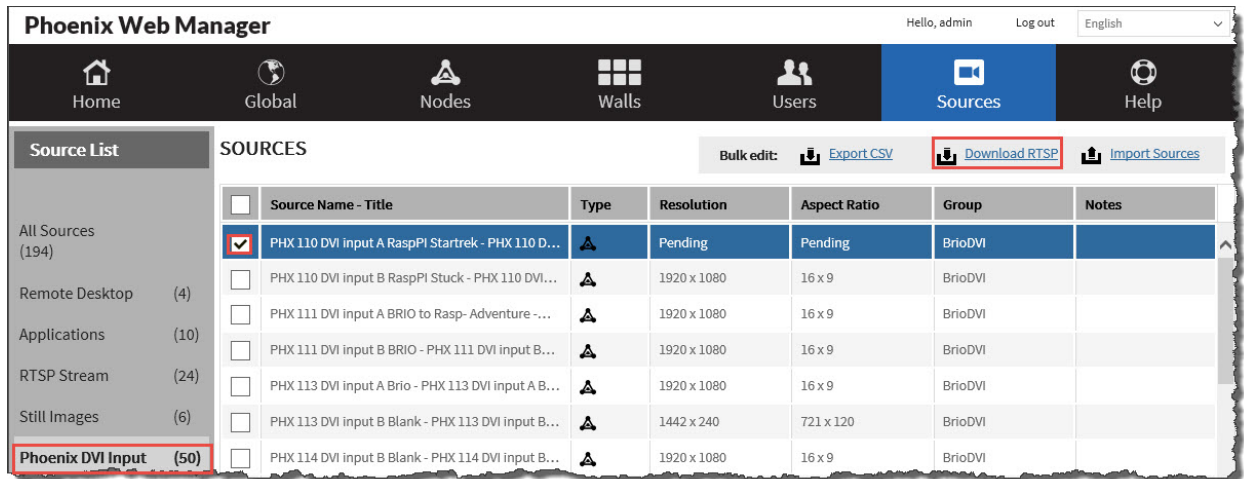 Phoenix Web Manager Hello, admin Log out English
Home Global Nodes Walls Users Sources Help
Source List
SOURCES Bulk edit: Export CSV Download RTSP Import Sources
Source Name - Title Type Resolution Aspect Ratio Group Notes
All Sources
(194)
PHX 110 DVI input A RaspPI Startrek - PHX 110 D... Pending Pending BrioDVI
PHX 110 DVI input B RaspPI Stuck - PHX 110 DVI... 1920 x 1080 16 x 9 BrioDVI
Remote Desktop (4)
PHX 111 DVI input A BRIO to Rasp- Adventure -... 1920 x 1080 16 x 9 BrioDVI
Applications (10)
PHX 111 DVI input B BRIO - PHX 111 DVI input B... 1920 x 1080 16 x 9 BrioDVI
RTSP Stream (24)
PHX 113 DVI input A Brio - PHX 113 DVI input A B... 1920 x 1080 16 x 9 BrioDVI
Still Images (6)
PHX 113 DVI input B Blank - PHX 113 DVI input B... 1442 x 240 721 x 120 BrioDVI
Phoenix DVI Input (50)
PHX 114 DVI input B Blank - PHX 114 DVI input B... 1920 x 1080 16 x 9 BrioDVI